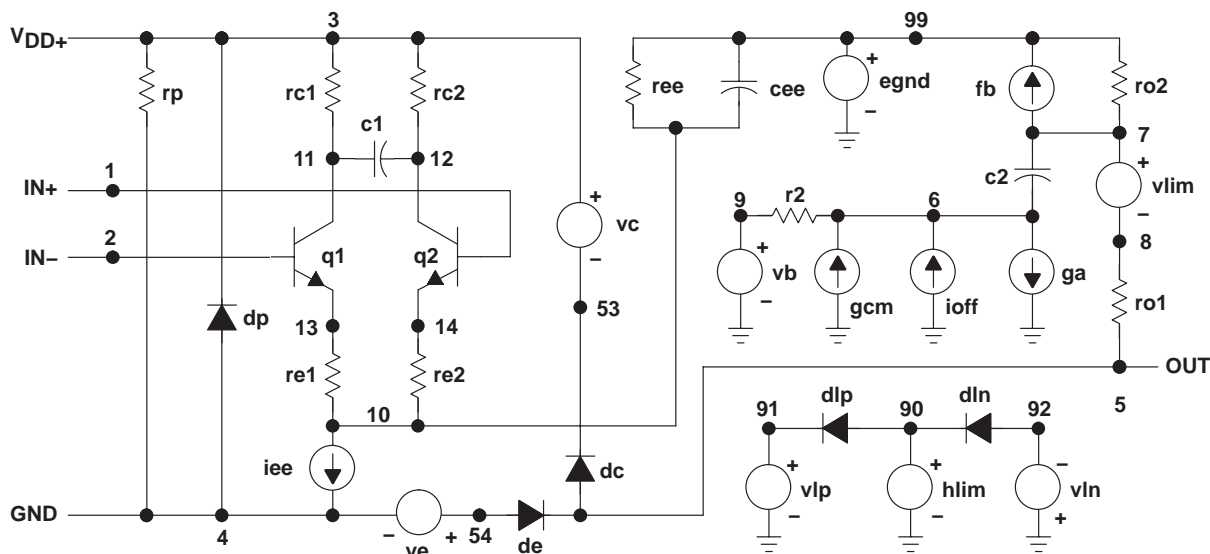 3
99
VDD+
rp
rc1
rc2
ree
cee
egnd
fb
ro2
c1
7
11
12
1
IN+
c2
vlim
r2
9
6
2
IN−
q1
q2
vc
8
vb
gcm
ioff
ga
ro1
53
dp
13
14
OUT
re1
re2
5
10
91
dlp
90
dln
92
iee
dc
vlp
hlim
vln
GND
4
54
ve
de
+
−
+
−
+
−
+
−
−
+
+
−
+
−
−
+